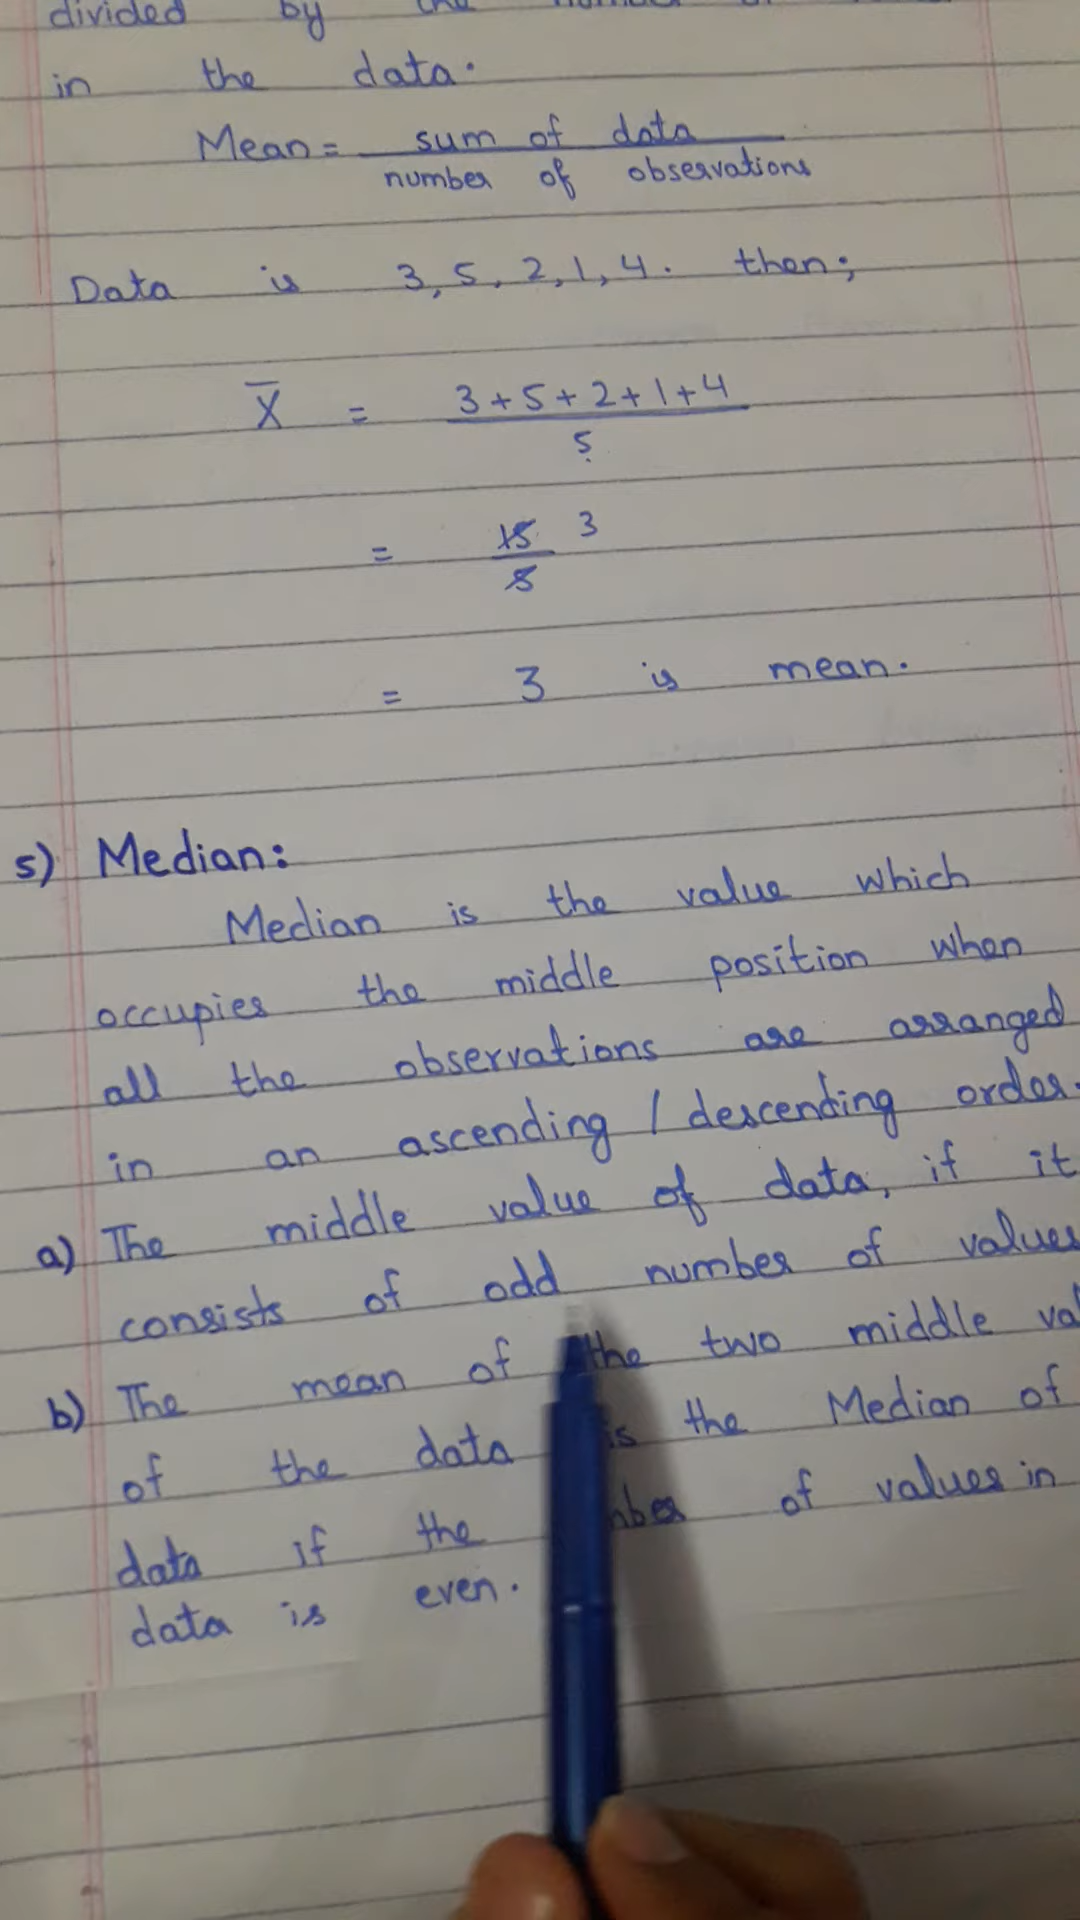 divided by the
in the data.
Mean = sum of data
number of observations
Data is 3, 5, 2, 1, 4. then;
X̅ = 3+5+2+1+4
5
= 15 3
5
= 3 is mean.
5) Median:
Median is the value which
occupies the middle position when
all the observations are arranged
in an ascending / descending order.
a) The middle value of data, if it
consists of odd number of values
b) The mean of the two middle
of the data is the Median of
data if the of values in
data is even.